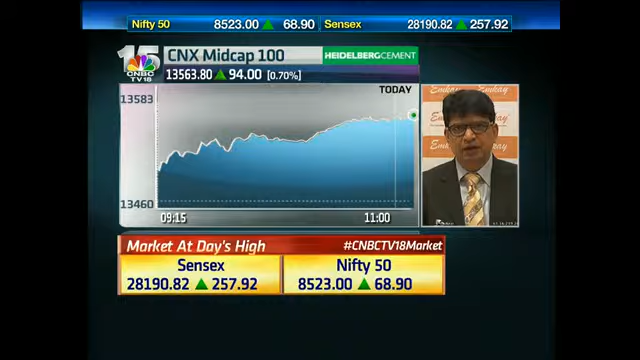 Nifty 50 8523.00 ▲ 68.90 Sensex 28190.82 ▲ 257.92
15
CNBC
TV18
CNX Midcap 100
HEIDELBERGCEMENT
13563.80 ▲ 94.00 [0.70%]
TODAY
13583
13460
09:15 11:00
Emkay
Emkay
Market At Day's High #CNBCTV18Market
Sensex Nifty 50
28190.82 ▲ 257.92 8523.00 ▲ 68.90